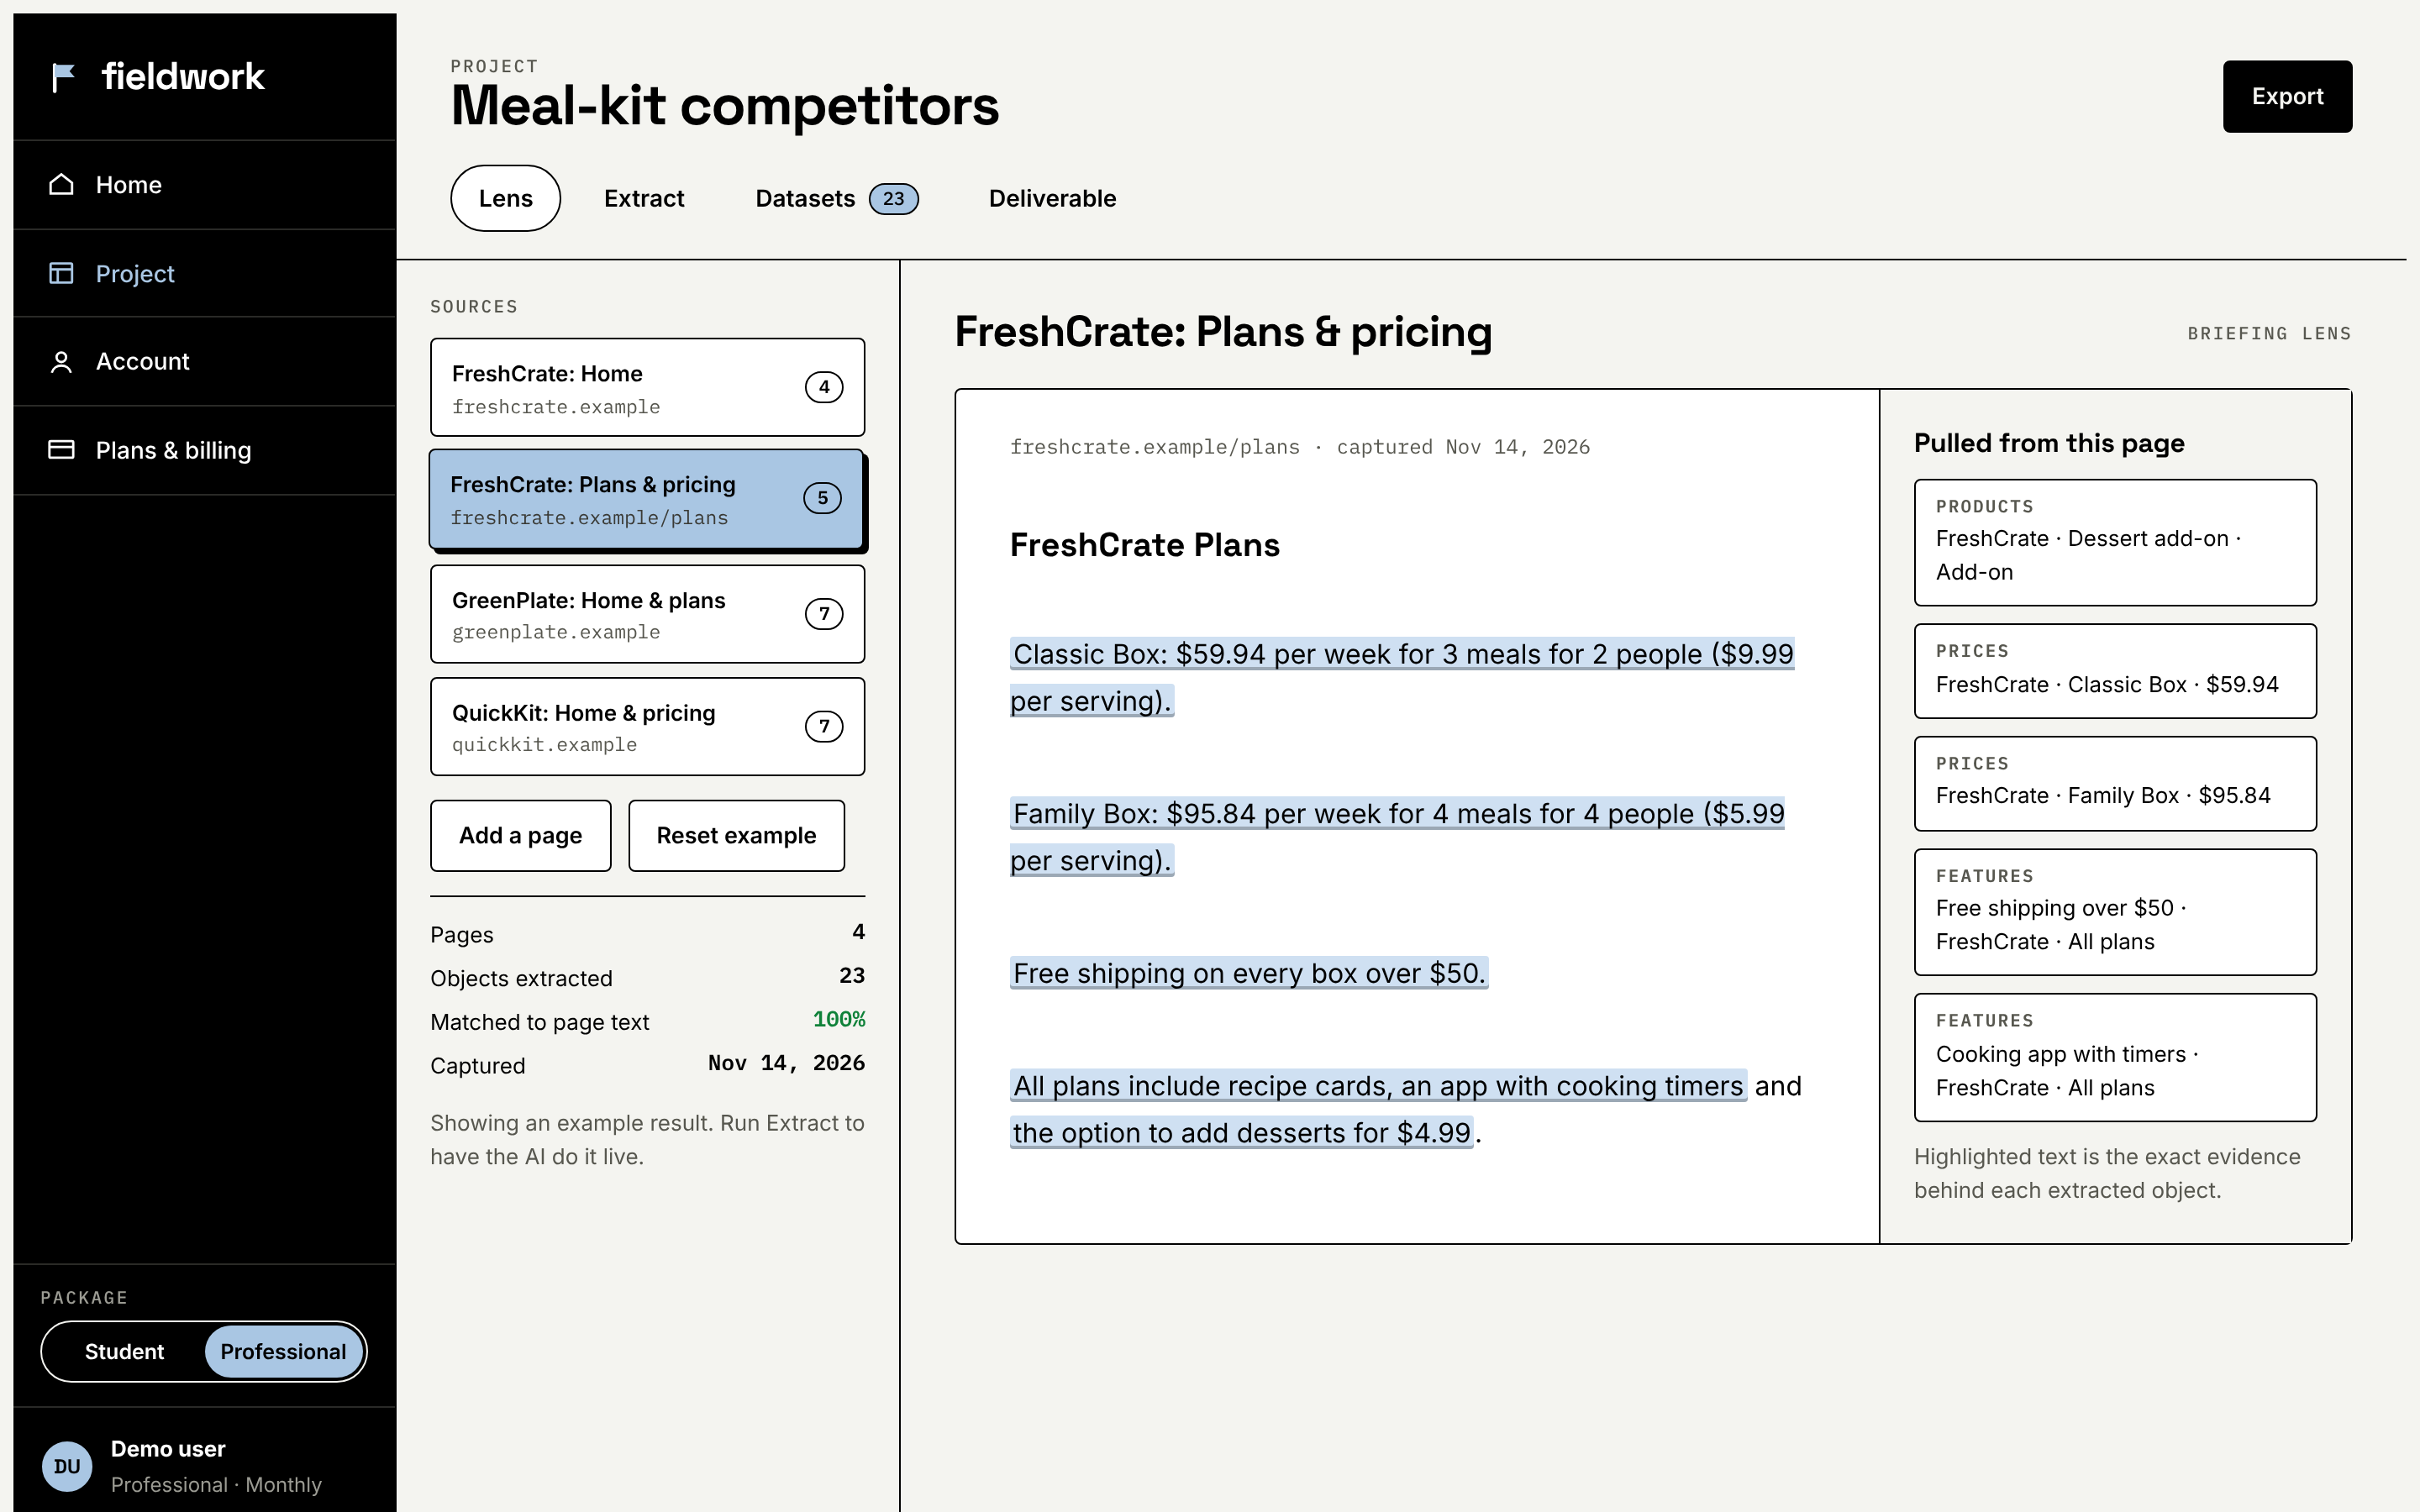 fieldwork
Home
Project
Account
Plans & billing
PACKAGE
Student
Professional
DU
Demo user
Professional · Monthly
PROJECT
Meal-kit competitors
Export
Lens
Extract
Datasets 23
Deliverable
SOURCES
FreshCrate: Home
freshcrate.example
4
FreshCrate: Plans & pricing
freshcrate.example/plans
5
GreenPlate: Home & plans
greenplate.example
7
QuickKit: Home & pricing
quickkit.example
7
Add a page
Reset example
Pages 4
Objects extracted 23
Matched to page text 100%
Captured Nov 14, 2026
Showing an example result. Run Extract to
have the AI do it live.
FreshCrate: Plans & pricing
BRIEFING LENS
freshcrate.example/plans · captured Nov 14, 2026
FreshCrate Plans
Classic Box: $59.94 per week for 3 meals for 2 people ($9.99
per serving).
Family Box: $95.84 per week for 4 meals for 4 people ($5.99
per serving).
Free shipping on every box over $50.
All plans include recipe cards, an app with cooking timers and
the option to add desserts for $4.99.
Pulled from this page
PRODUCTS
FreshCrate · Dessert add-on ·
Add-on
PRICES
FreshCrate · Classic Box · $59.94
PRICES
FreshCrate · Family Box · $95.84
FEATURES
Free shipping over $50 ·
FreshCrate · All plans
FEATURES
Cooking app with timers ·
FreshCrate · All plans
Highlighted text is the exact evidence
behind each extracted object.